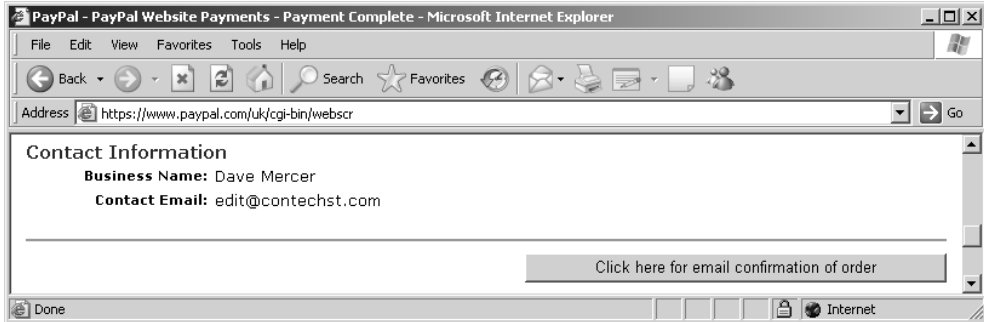 PayPal - PayPal Website Payments - Payment Complete - Microsoft Internet Explorer
File Edit View Favorites Tools Help
Back Search Favorites
Address https://www.paypal.com/uk/cgi-bin/webscr Go
Contact Information
Business Name: Dave Mercer
Contact Email: edit@contechst.com
Click here for email confirmation of order
Done Internet